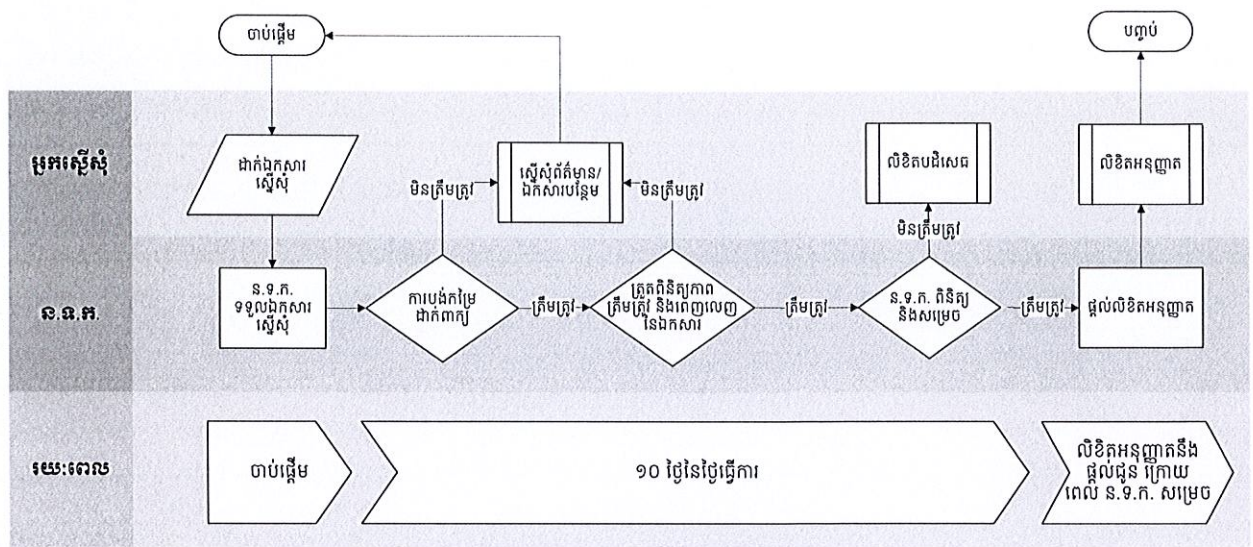 ចាប់ផ្ដើម
បញ្ចប់
អ្នកស្នើសុំ
ដាក់ឯកសារ
ស្នើសុំ
ស្នើសុំព័ត៌មាន/
ឯកសារបន្ថែម
លិខិតបដិសេធ
លិខិតអនុញ្ញាត
មិនត្រឹមត្រូវ
មិនត្រឹមត្រូវ
មិនត្រឹមត្រូវ
ន.ទ.ក.
ន.ទ.ក.
ទទួលឯកសារ
ស្នើសុំ
ការបង់កម្រៃ
ដាក់ពាក្យ
ត្រឹមត្រូវ
ត្រួតពិនិត្យភាព
ត្រឹមត្រូវ និងពេញលេញ
នៃឯកសារ
ត្រឹមត្រូវ
ន.ទ.ក. ពិនិត្យ
និងសម្រេច
ត្រឹមត្រូវ
ផ្ដល់លិខិតអនុញ្ញាត
រយៈពេល
ចាប់ផ្ដើម
១០ ថ្ងៃនៃថ្ងៃធ្វើការ
លិខិតអនុញ្ញាតនឹង
ផ្ដល់ជូន ក្រោយ
ពេល ន.ទ.ក. សម្រេច